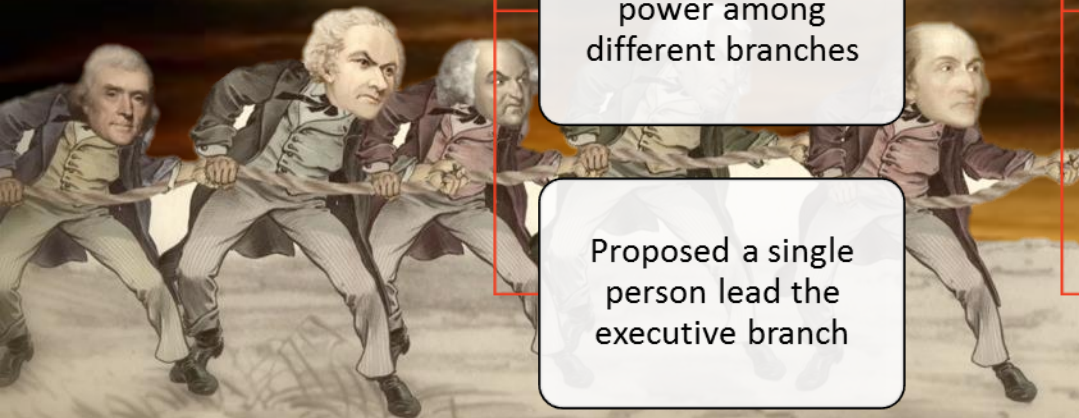 power among
different branches
Proposed a single
person lead the
executive branch